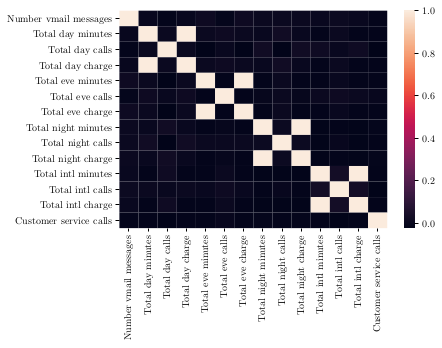 Number vmail messages
Total day minutes
Total day calls
Total day charge
Total eve minutes
Total eve calls
Total eve charge
Total night minutes
Total night calls
Total night charge
Total intl minutes
Total intl calls
Total intl charge
Customer service calls
1.0
0.8
0.6
0.4
0.2
0.0
Number vmail messages
Total day minutes
Total day calls
Total day charge
Total eve minutes
Total eve calls
Total eve charge
Total night minutes
Total night calls
Total night charge
Total intl minutes
Total intl calls
Total intl charge
Customer service calls